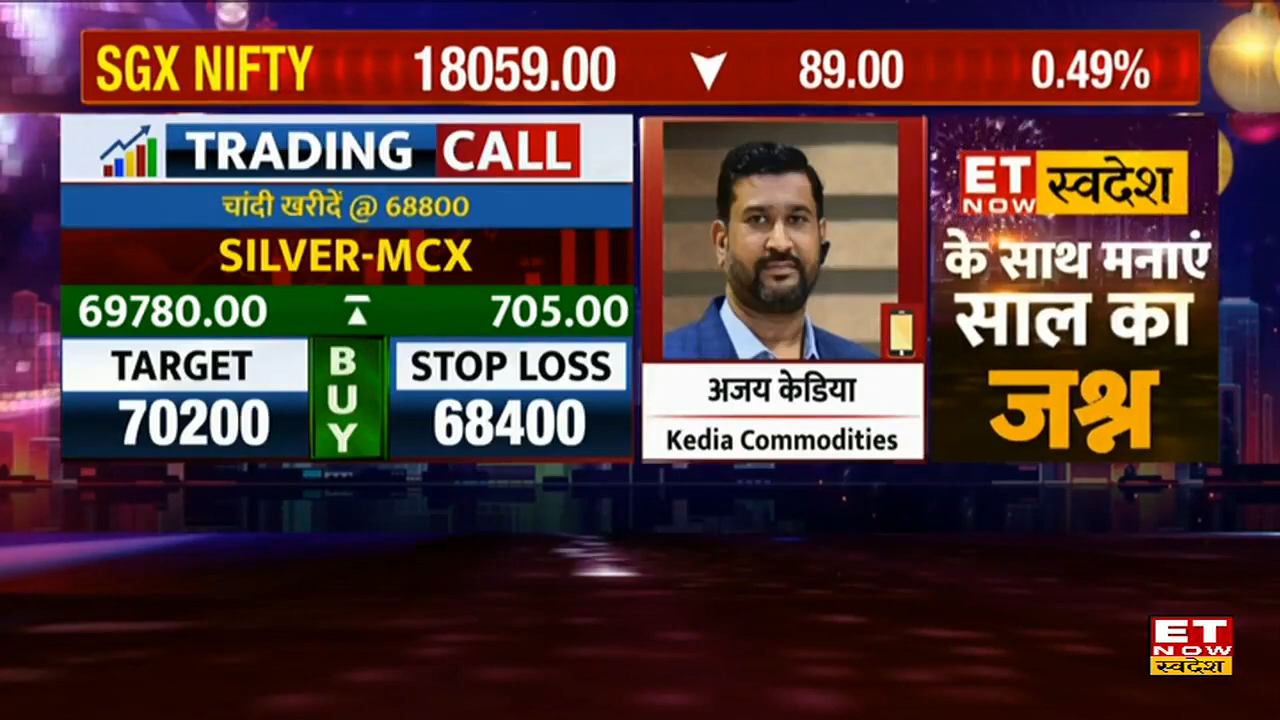 SGX NIFTY 18059.00 ▼ 89.00 0.49%
TRADING CALL
चांदी खरीदें @ 68800
SILVER-MCX
69780.00 705.00
TARGET
70200
BUY
STOP LOSS
68400
अजय केडिया
Kedia Commodities
ET NOW स्वदेश
के साथ मनाएं
साल का
जश्न
ET
NOW
स्वदेश